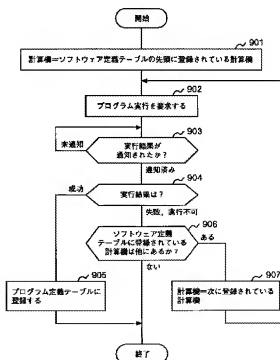 開始
901
計算機=ソフトウェア定義テーブルの先頭に登録されている計算機
902
プログラム実行を要求する
903
未通知
実行結果が
通知されたか?
通知済み
904
成功
実行結果は?
失敗、実行不可
906
ソフトウェア定義
テーブルに登録されている
計算機は他にあるか?
ある
ない
905
プログラム定義テーブルに
登録する
907
計算機=次に登録されている
計算機
終了